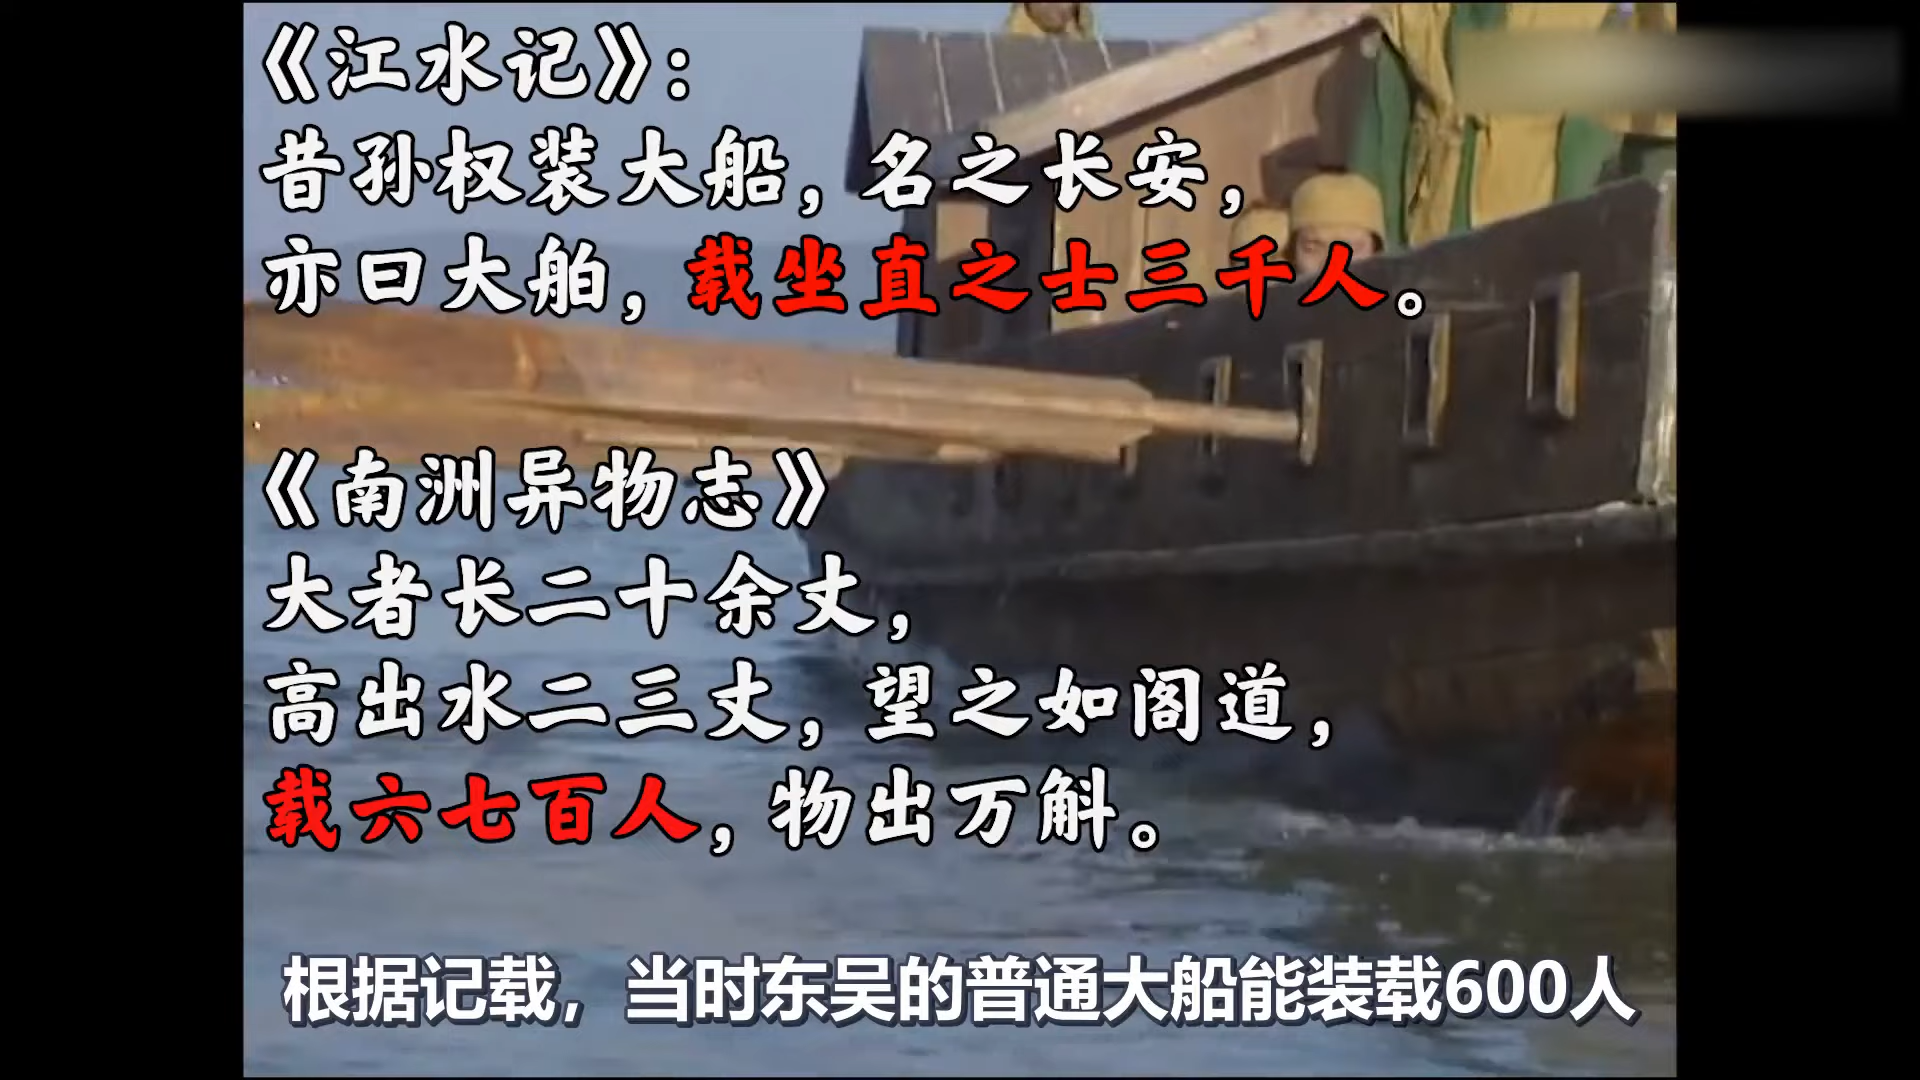 《江水记》：
昔孙权装大船，名之长安，
亦曰大舶，载坐直之士三千人。
《南洲异物志》
大者长二十余丈，
高出水二三丈，望之如阁道，
载六七百人，物出万斛。
根据记载，当时东吴的普通大船能装载600人